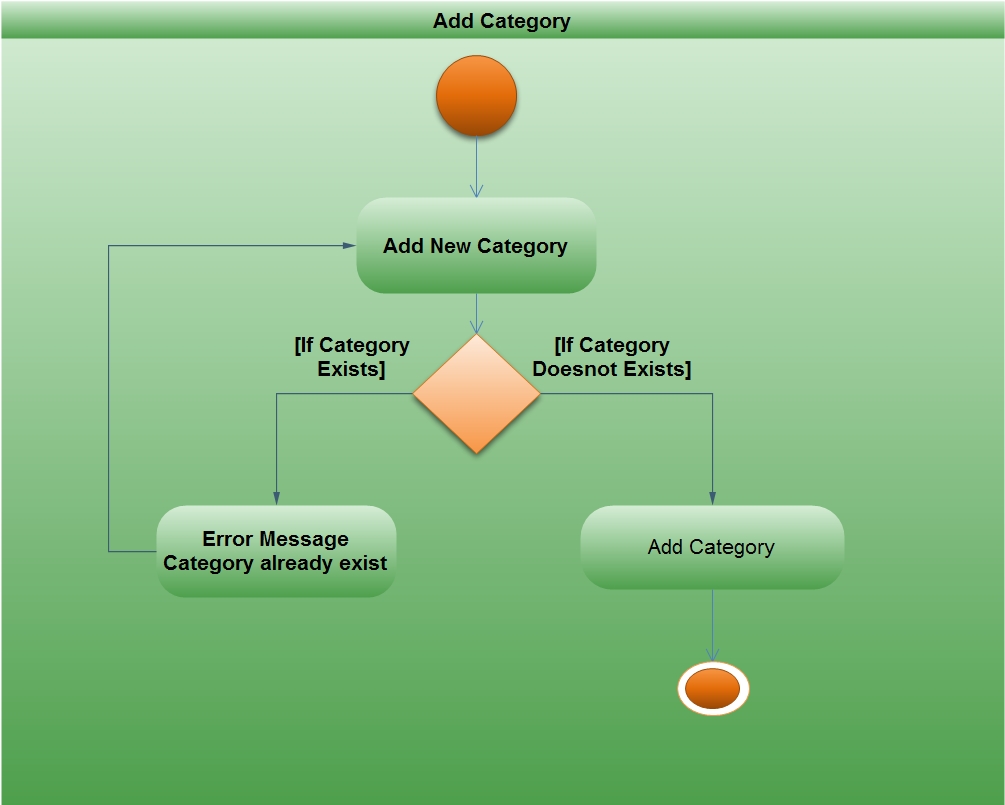 Add Category
Add New Category
[If Category
Exists]
[If Category
Doesnot Exists]
Error Message
Category already exist
Add Category